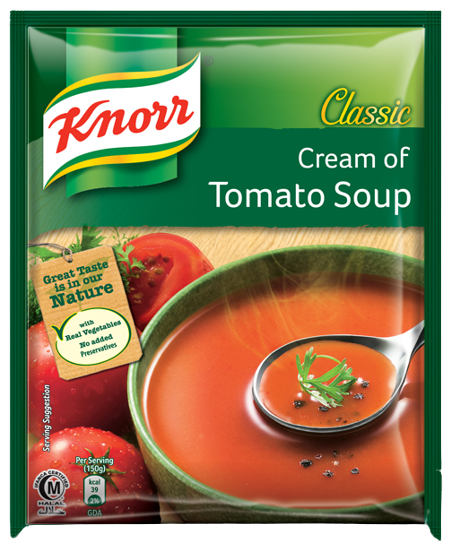 Knorr
Classic
Cream of
Tomato Soup
Great Taste
is in our
Nature
with
Real Vegetables
No added
Preservatives
Serving Suggestion
Per Serving
(150g)
kcal
39
2%
GDA
M
HALAL